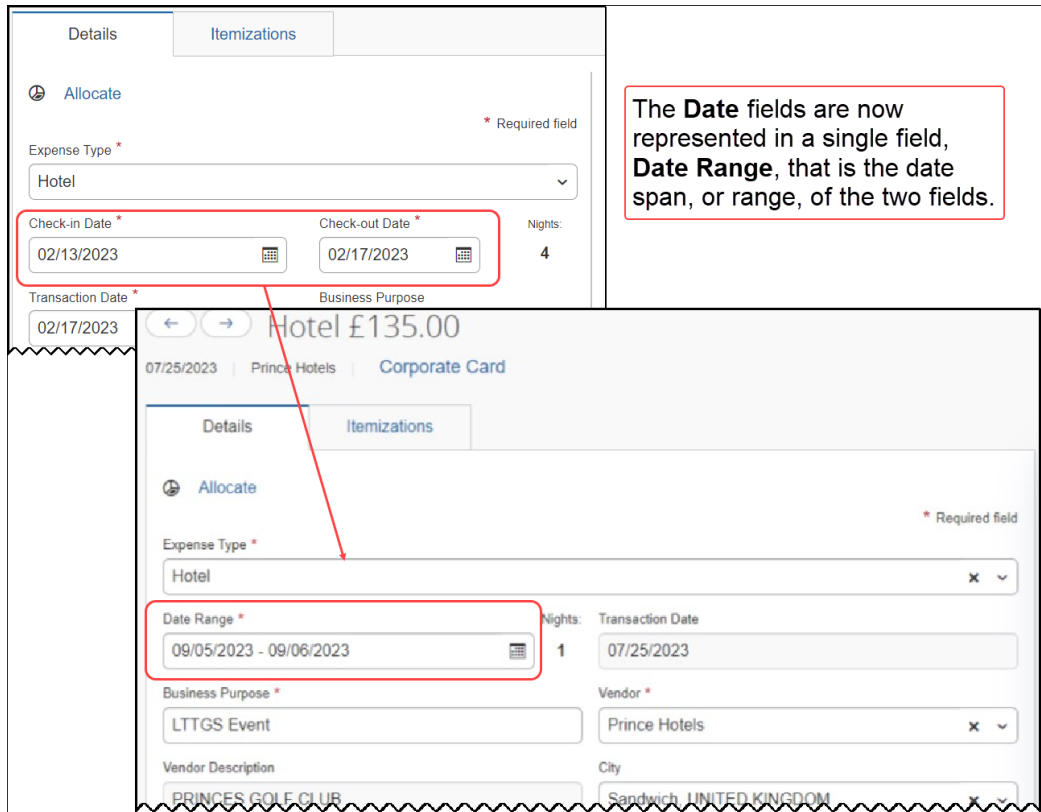 Details Itemizations
Allocate
* Required field
Expense Type *
Hotel
Check-in Date * Check-out Date * Nights:
02/13/2023 02/17/2023 4
Transaction Date * Business Purpose
02/17/2023
The Date fields are now
represented in a single field,
Date Range, that is the date
span, or range, of the two fields.
Hotel £135.00
07/25/2023 Prince Hotels Corporate Card
Details Itemizations
Allocate
* Required field
Expense Type *
Hotel
Date Range * Nights: Transaction Date
09/05/2023 - 09/06/2023 1 07/25/2023
Business Purpose * Vendor *
LTTGS Event Prince Hotels
Vendor Description City
PRINCES GOLF CLUB Sandwich, UNITED KINGDOM